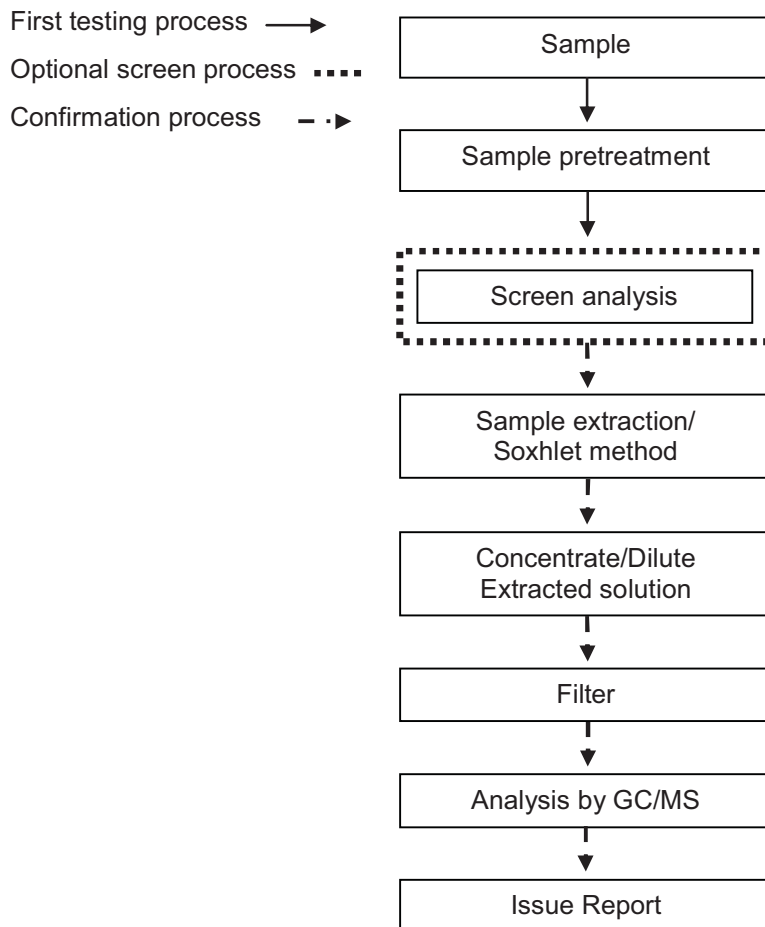 First testing process
Optional screen process
Confirmation process
Sample
Sample pretreatment
Screen analysis
Sample extraction/
Soxhlet method
Concentrate/Dilute
Extracted solution
Filter
Analysis by GC/MS
Issue Report